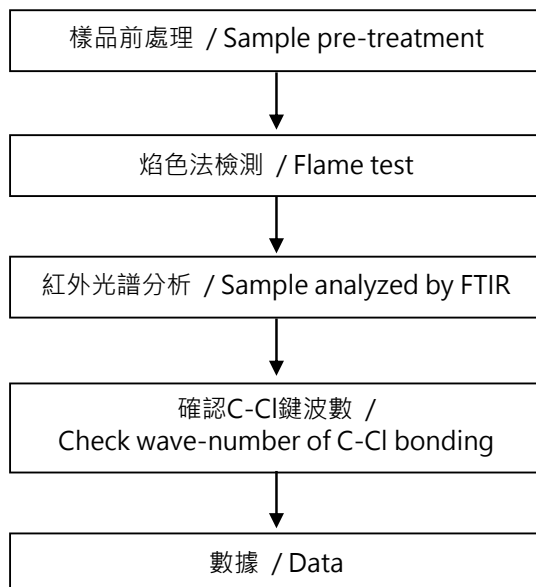 樣品前處理 / Sample pre-treatment
焰色法檢測 / Flame test
紅外光譜分析 / Sample analyzed by FTIR
確認C-Cl鍵波數 /
Check wave-number of C-Cl bonding
數據 / Data